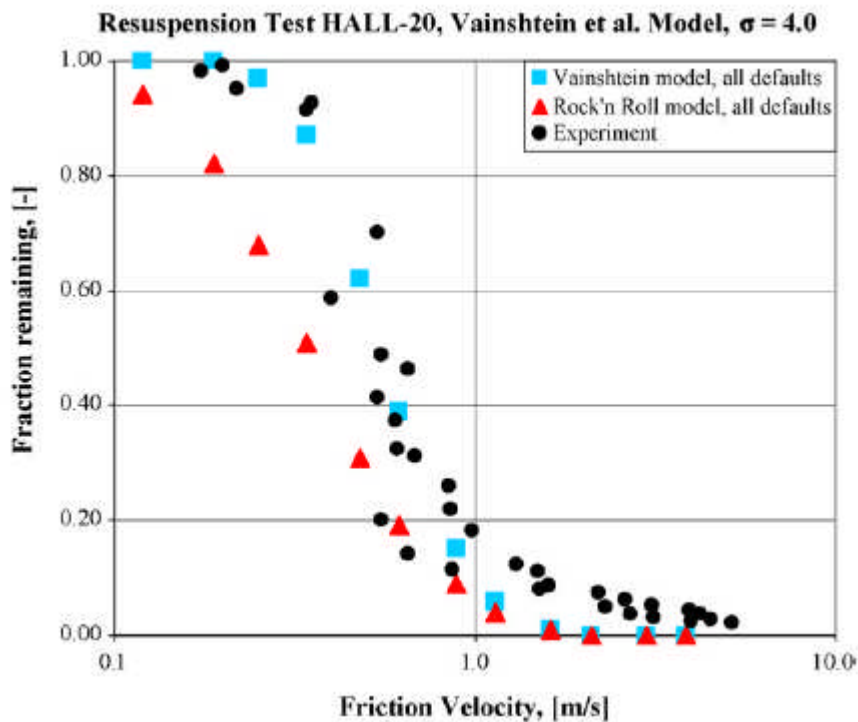 Resuspension Test HALL-20, Vainshtein et al. Model, σ = 4.0
1.00
0.80
0.60
0.40
0.20
0.00
Fraction remaining, [-]
Vainshtein model, all defaults
Rock'n Roll model, all defaults
Experiment
0.1
1.0
10.0
Friction Velocity, [m/s]